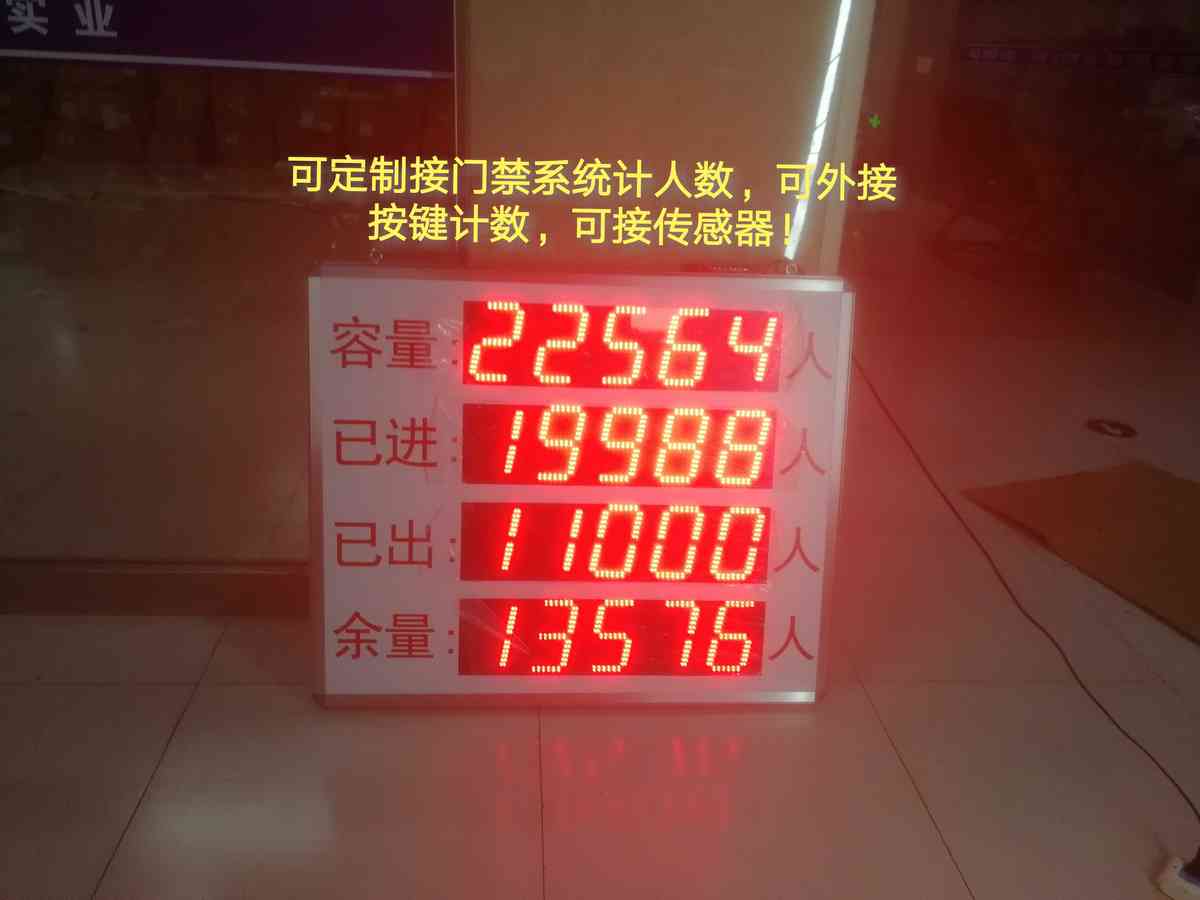 实业
可定制接门禁系统计人数，可外接
按键计数，可接传感器！
容量：22564人
已进：19988人
已出：11000人
余量：13576人